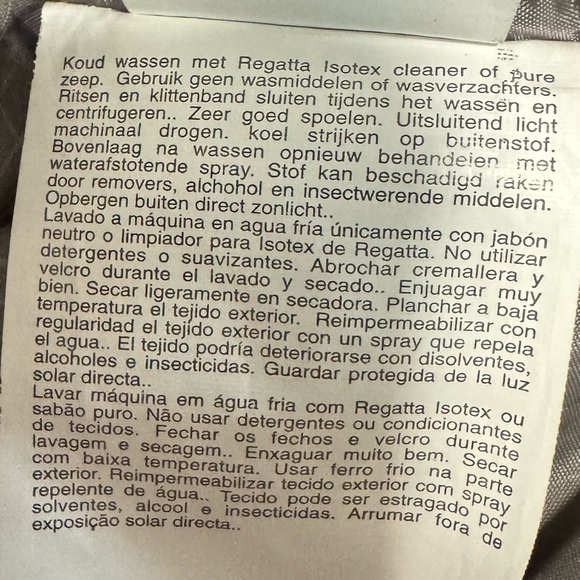 Koud wassen met Regatta Isotex cleaner of pure
zeep. Gebruik geen wasmiddelen of wasverzachters.
Ritsen en klittenband sluiten tijdens het wassen en
centrifugeren.. Zeer goed spoelen. Uitsluitend licht
machinaal drogen. koel strijken op buitenstof.
Bovenlaag na wassen opnieuw behandeien met
waterafstotende spray. Stof kan beschadigd raken
door removers, alcohol en insectwerende middelen.
Opbergen buiten direct zonlicht..
Lavado a máquina en agua fría únicamente con jabón
neutro o limpiador para Isotex de Regatta. No utilizar
detergentes o suavizantes. Abrochar cremallera y
velcro durante el lavado y secado.. Enjuagar muy
bien. Secar ligeramente en secadora. Planchar a baja
temperatura el tejido exterior. Reimpermeabilizar con
regularidad el tejido exterior con un spray que repela
el agua.. El tejido podría deteriorarse con disolventes,
alcoholes e insecticidas. Guardar protegida de la luz
solar directa..
Lavar máquina em água fria com Regatta Isotex ou
sabão puro. Não usar detergentes ou condicionantes
de tecidos. Fechar os fechos e velcro durante
lavagem e secagem.. Enxaguar muito bem. Secar
com baixa temperatura. Usar ferro frio na parte
exterior. Reimpermeabilizar tecido exterior com spray
repelente de água.. Tecido pode ser estragado por
solventes, alcool e insecticidas. Arrumar fora de
exposição solar directa..